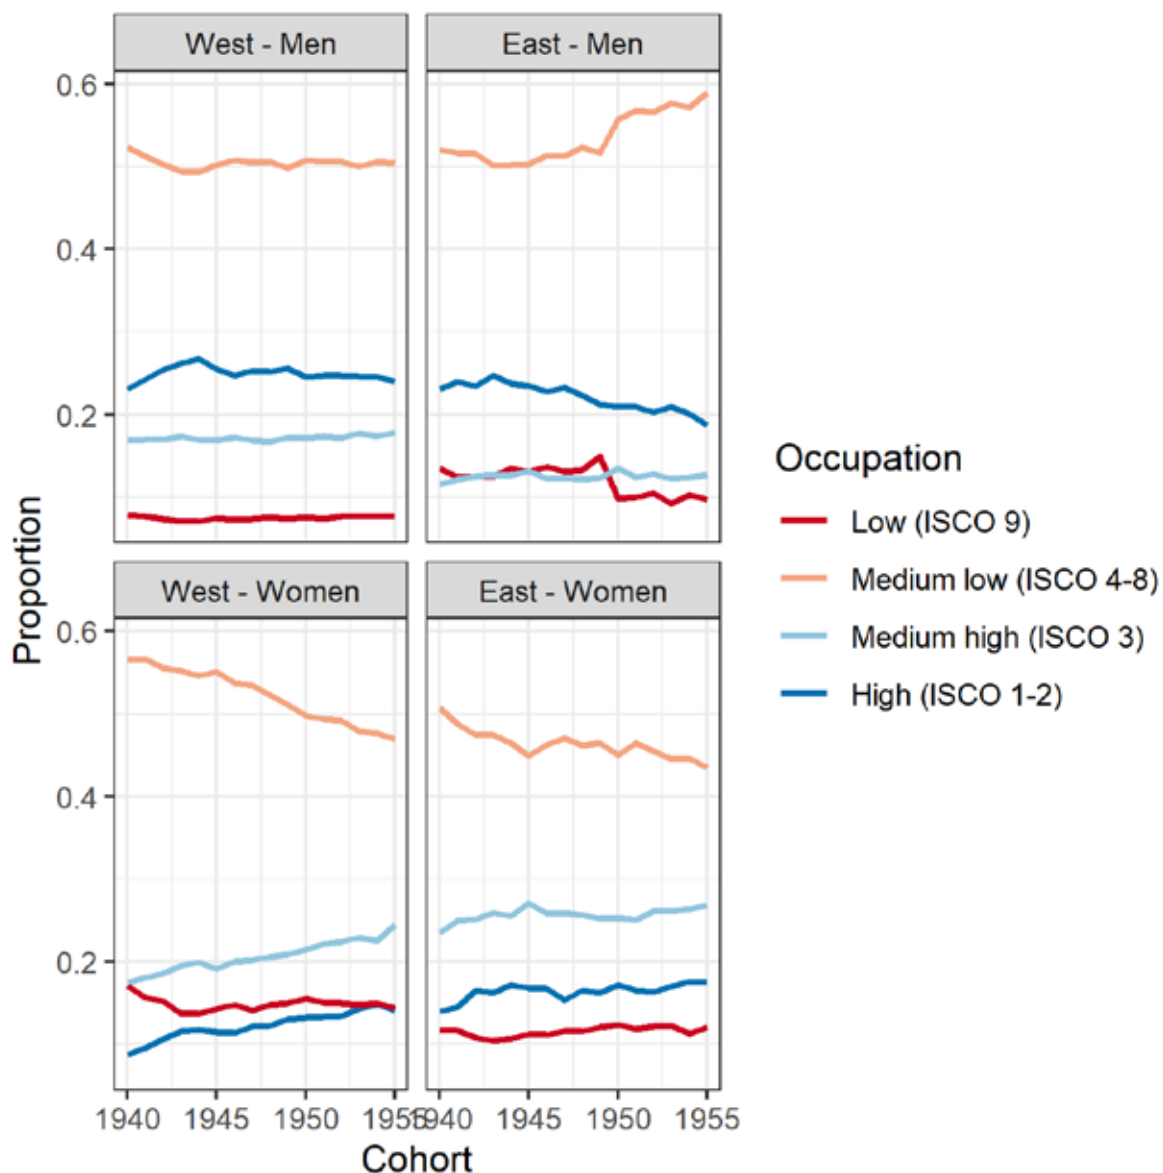 West - Men
East - Men
0.6
0.4
0.2
West - Women
East - Women
0.6
0.4
0.2
Proportion
1940 1945 1950 1955
1940 1945 1950 1955
Cohort
Occupation
Low (ISCO 9)
Medium low (ISCO 4-8)
Medium high (ISCO 3)
High (ISCO 1-2)